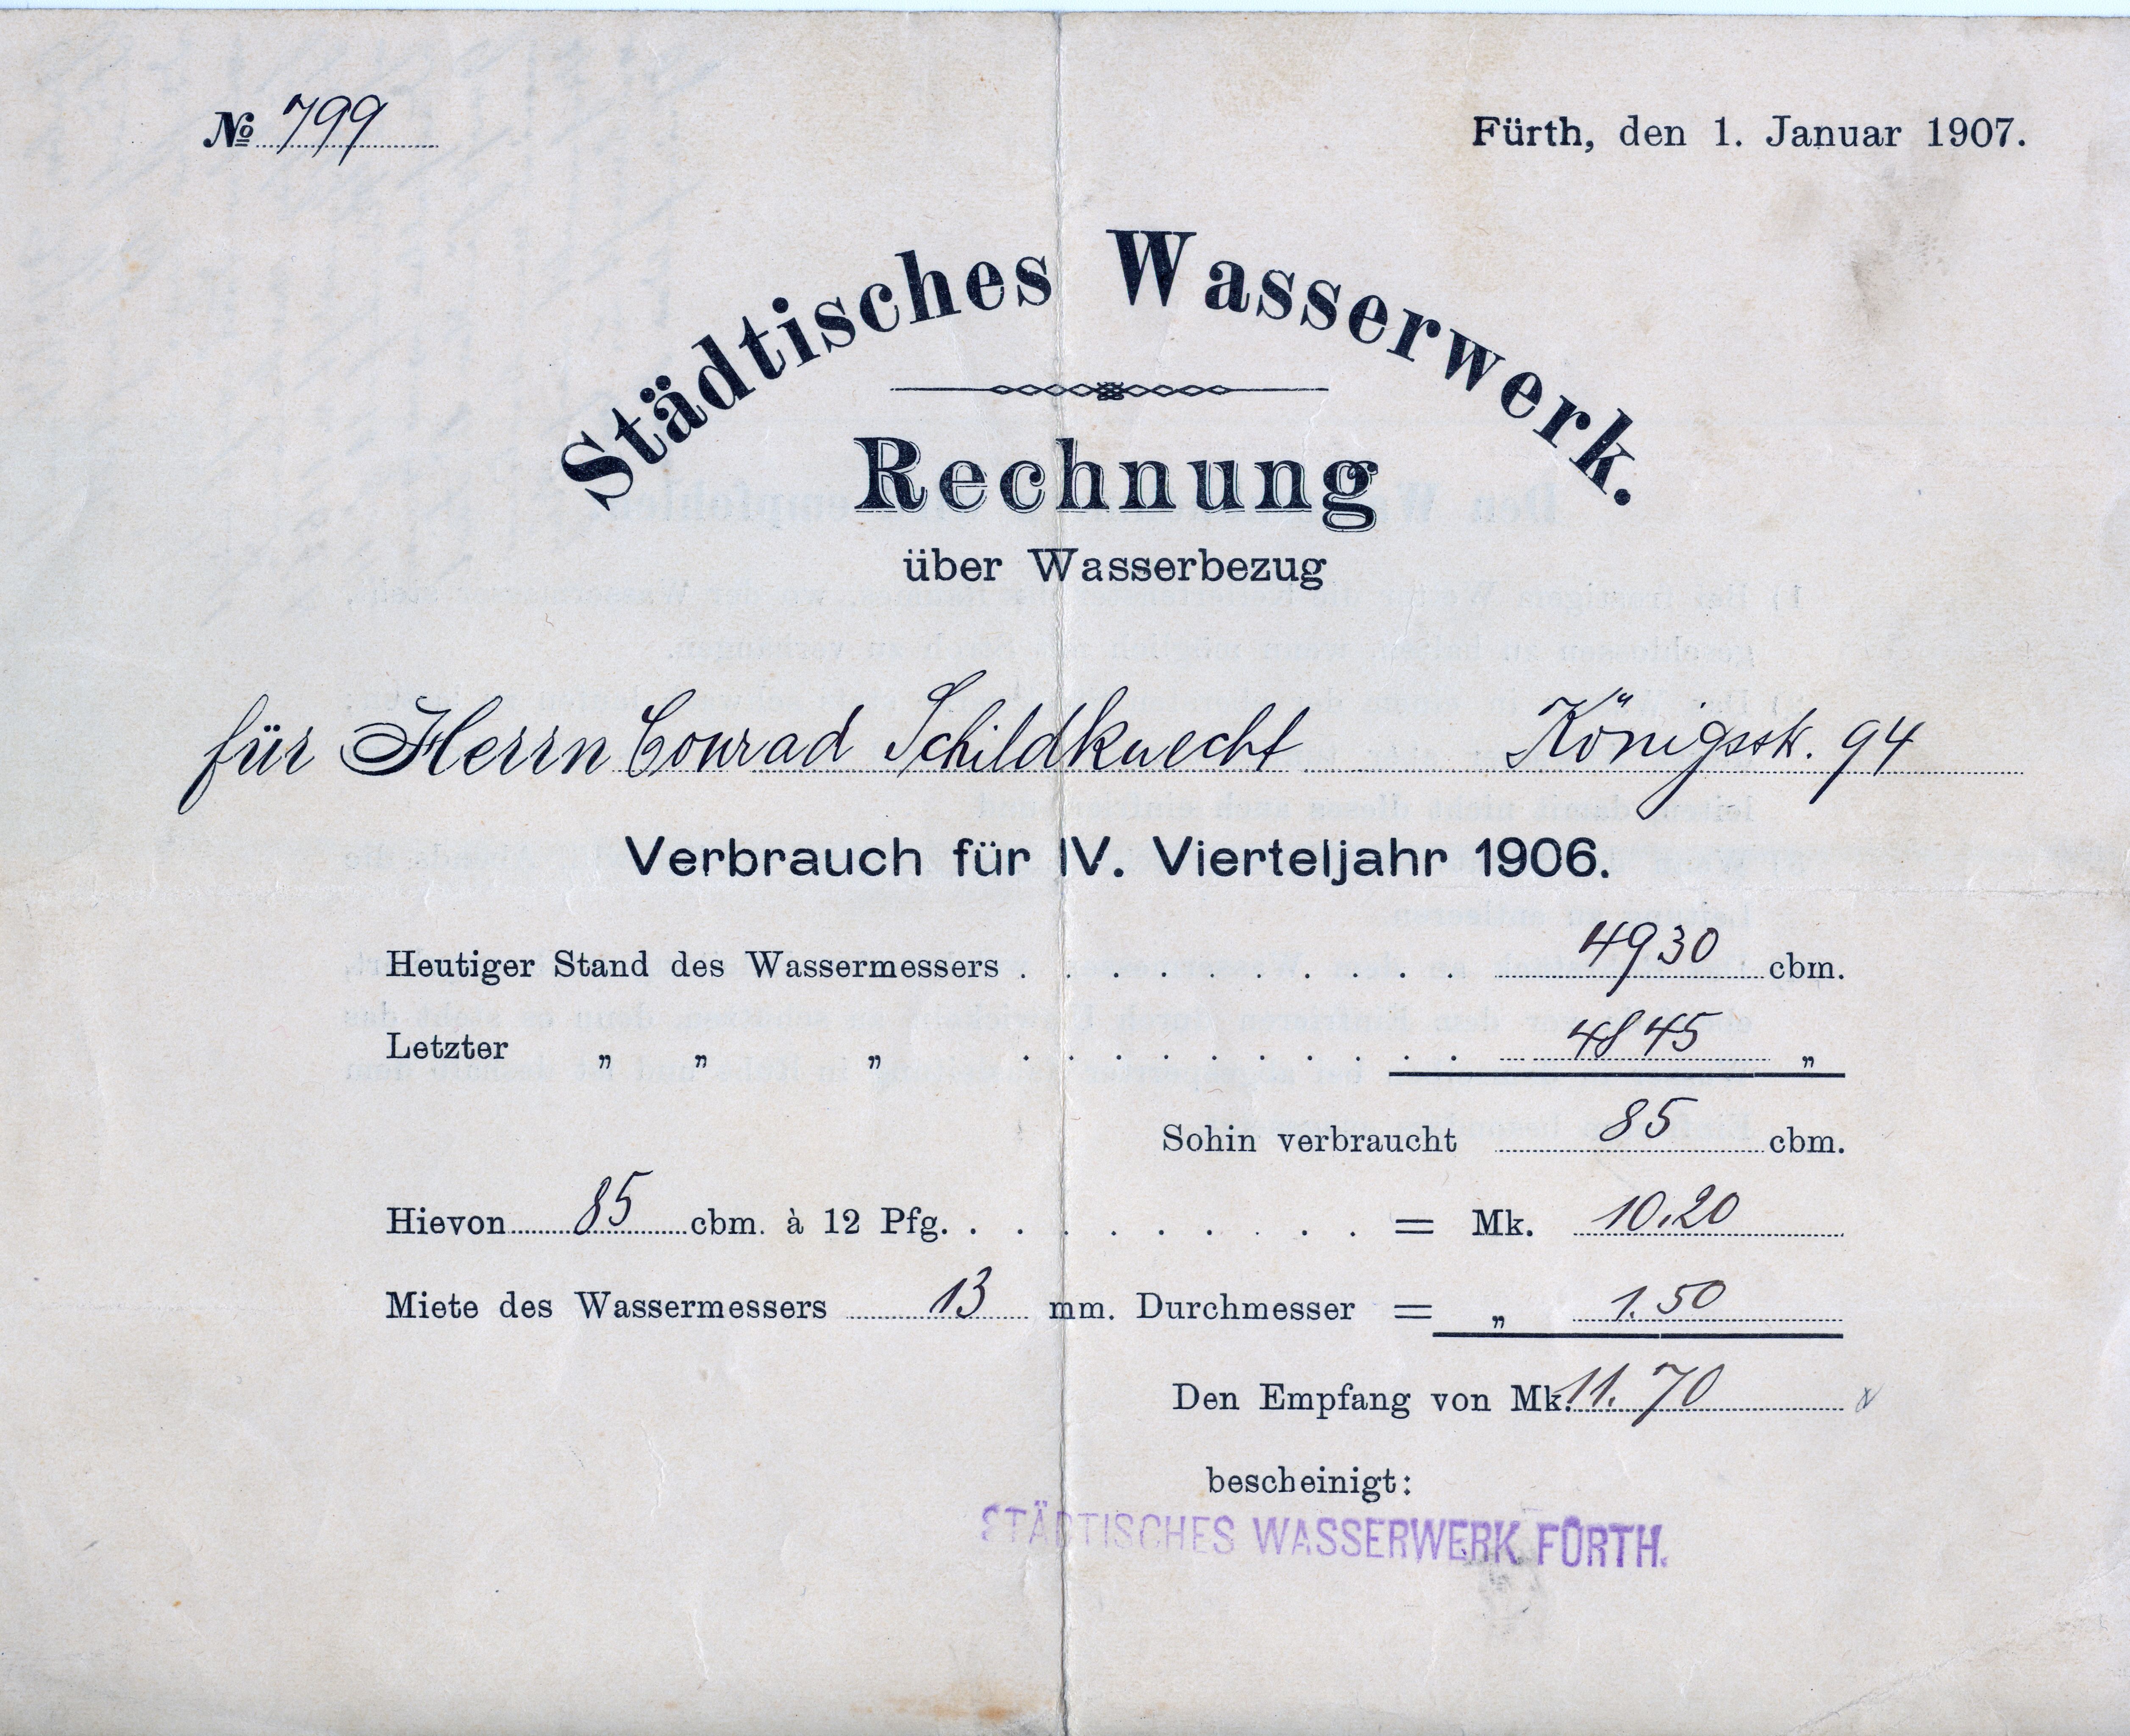 № 799
Fürth, den 1. Januar 1907.
Städtisches Wasserwerk.
Rechnung
über Wasserbezug
für Herrn Conrad Schildknecht Königsstr. 94
Verbrauch für IV. Vierteljahr 1906.
Heutiger Stand des Wassermessers . . . . . . . . . . 4930 cbm.
Letzter „ „ „ . . . . . . . . . . 4845 „
Sohin verbraucht 85 cbm.
Hievon 85 cbm. à 12 Pfg. . . . . . . . . . = Mk. 10,20
Miete des Wassermessers 13 mm. Durchmesser = „ 1.50
Den Empfang von Mk. 11.70
bescheinigt:
STÄDTISCHES WASSERWERK FÜRTH.